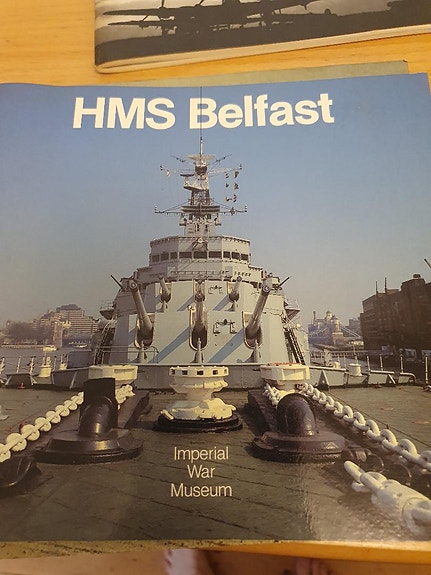 HMS Belfast
Imperial
War
Museum